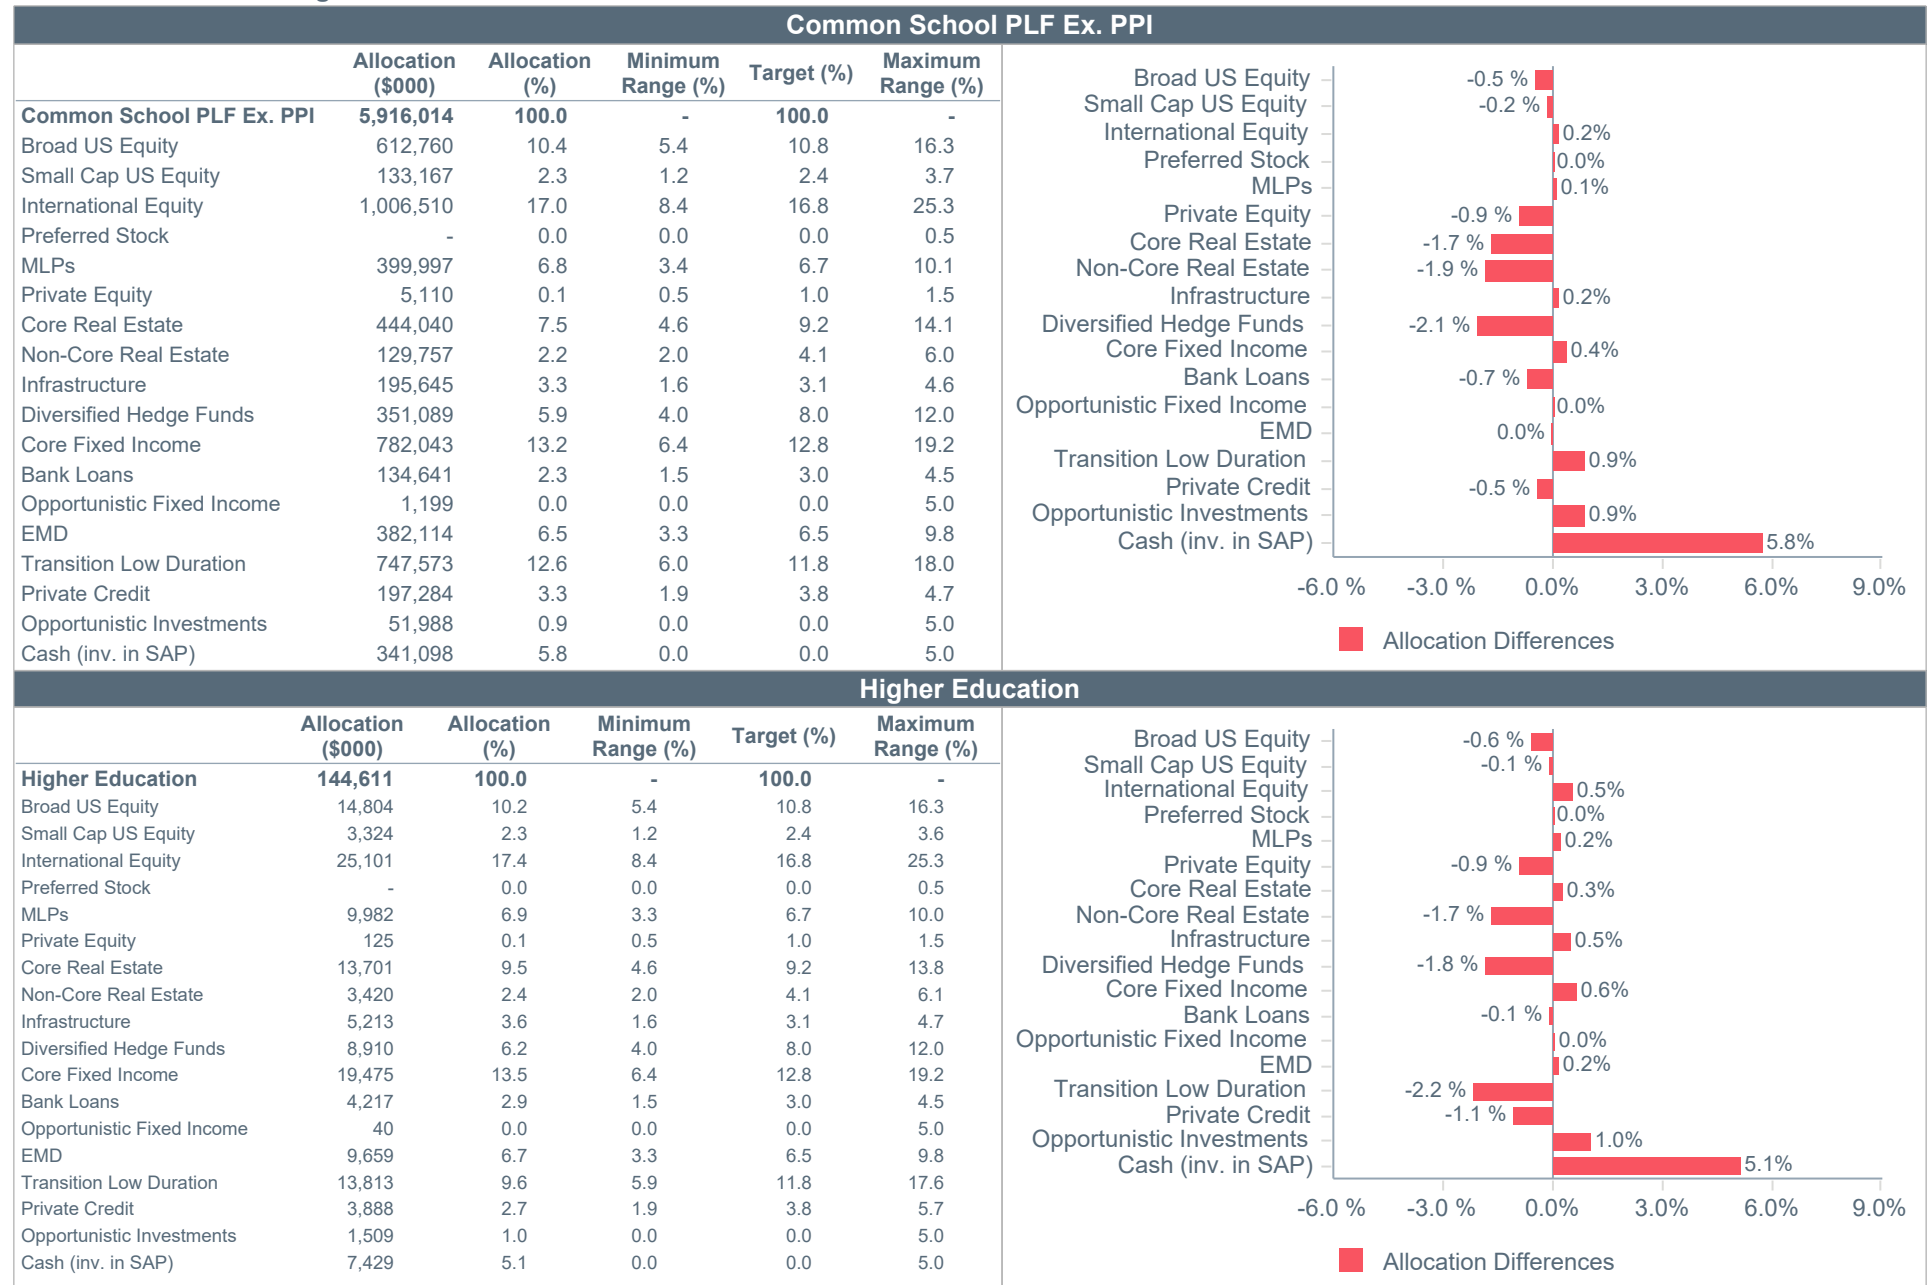 Common School PLF Ex. PPI
Allocation ($000) Allocation (%) Minimum Range (%) Target (%) Maximum Range (%)
Common School PLF Ex. PPI 5,916,014 100.0 - 100.0 -
Broad US Equity 612,760 10.4 5.4 10.8 16.3
Small Cap US Equity 133,167 2.3 1.2 2.4 3.7
International Equity 1,006,510 17.0 8.4 16.8 25.3
Preferred Stock - 0.0 0.0 0.0 0.5
MLPs 399,997 6.8 3.4 6.7 10.1
Private Equity 5,110 0.1 0.5 1.0 1.5
Core Real Estate 444,040 7.5 4.6 9.2 14.1
Non-Core Real Estate 129,757 2.2 2.0 4.1 6.0
Infrastructure 195,645 3.3 1.6 3.1 4.6
Diversified Hedge Funds 351,089 5.9 4.0 8.0 12.0
Core Fixed Income 782,043 13.2 6.4 12.8 19.2
Bank Loans 134,641 2.3 1.5 3.0 4.5
Opportunistic Fixed Income 1,199 0.0 0.0 0.0 5.0
EMD 382,114 6.5 3.3 6.5 9.8
Transition Low Duration 747,573 12.6 6.0 11.8 18.0
Private Credit 197,284 3.3 1.9 3.8 4.7
Opportunistic Investments 51,988 0.9 0.0 0.0 5.0
Cash (inv. in SAP) 341,098 5.8 0.0 0.0 5.0
Broad US Equity -0.5 %
Small Cap US Equity -0.2 %
International Equity 0.2%
Preferred Stock 0.0%
MLPs 0.1%
Private Equity -0.9 %
Core Real Estate -1.7 %
Non-Core Real Estate -1.9 %
Infrastructure 0.2%
Diversified Hedge Funds -2.1 %
Core Fixed Income 0.4%
Bank Loans -0.7 %
Opportunistic Fixed Income 0.0%
EMD 0.0%
Transition Low Duration 0.9%
Private Credit -0.5 %
Opportunistic Investments 0.9%
Cash (inv. in SAP) 5.8%
-6.0 % -3.0 % 0.0% 3.0% 6.0% 9.0%
Allocation Differences
Higher Education
Allocation ($000) Allocation (%) Minimum Range (%) Target (%) Maximum Range (%)
Higher Education 144,611 100.0 - 100.0 -
Broad US Equity 14,804 10.2 5.4 10.8 16.3
Small Cap US Equity 3,324 2.3 1.2 2.4 3.6
International Equity 25,101 17.4 8.4 16.8 25.3
Preferred Stock - 0.0 0.0 0.0 0.5
MLPs 9,982 6.9 3.3 6.7 10.0
Private Equity 125 0.1 0.5 1.0 1.5
Core Real Estate 13,701 9.5 4.6 9.2 13.8
Non-Core Real Estate 3,420 2.4 2.0 4.1 6.1
Infrastructure 5,213 3.6 1.6 3.1 4.7
Diversified Hedge Funds 8,910 6.2 4.0 8.0 12.0
Core Fixed Income 19,475 13.5 6.4 12.8 19.2
Bank Loans 4,217 2.9 1.5 3.0 4.5
Opportunistic Fixed Income 40 0.0 0.0 0.0 5.0
EMD 9,659 6.7 3.3 6.5 9.8
Transition Low Duration 13,813 9.6 5.9 11.8 17.6
Private Credit 3,888 2.7 1.9 3.8 5.7
Opportunistic Investments 1,509 1.0 0.0 0.0 5.0
Cash (inv. in SAP) 7,429 5.1 0.0 0.0 5.0
Broad US Equity -0.6 %
Small Cap US Equity -0.1 %
International Equity 0.5%
Preferred Stock 0.0%
MLPs 0.2%
Private Equity -0.9 %
Core Real Estate 0.3%
Non-Core Real Estate -1.7 %
Infrastructure 0.5%
Diversified Hedge Funds -1.8 %
Core Fixed Income 0.6%
Bank Loans -0.1 %
Opportunistic Fixed Income 0.0%
EMD 0.2%
Transition Low Duration -2.2 %
Private Credit -1.1 %
Opportunistic Investments 1.0%
Cash (inv. in SAP) 5.1%
-6.0 % -3.0 % 0.0% 3.0% 6.0% 9.0%
Allocation Differences